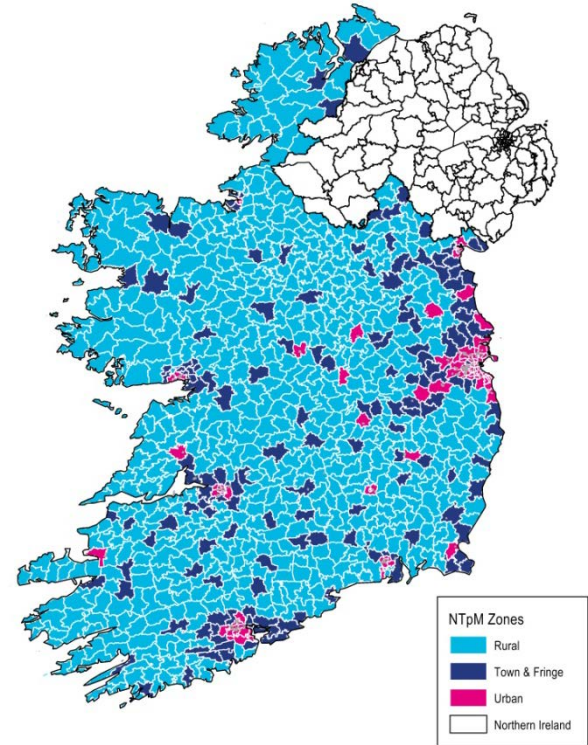 NTpM Zones
Rural
Town & Fringe
Urban
Northern Ireland